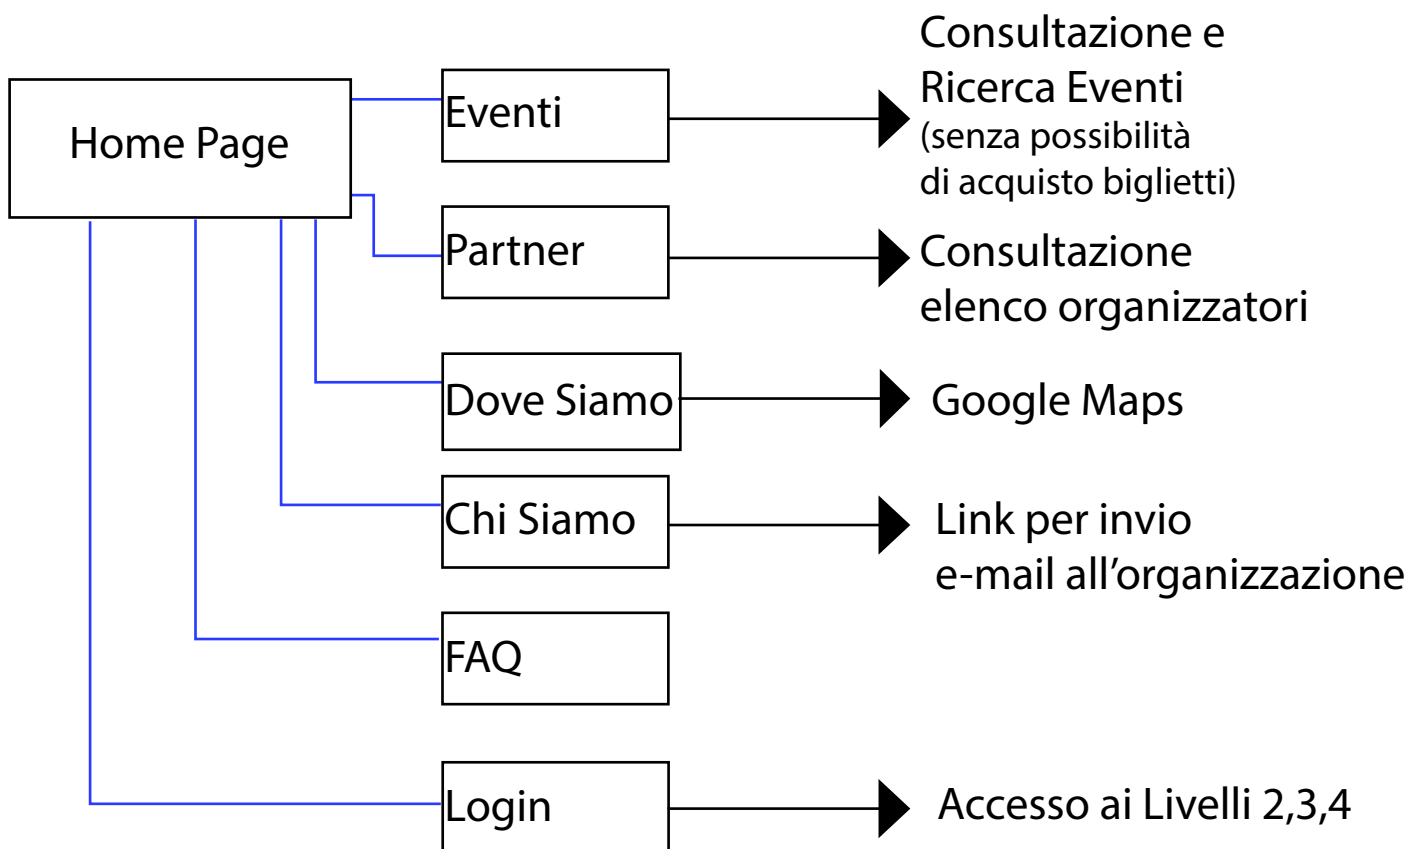 Home Page
Eventi
Consultazione e
Ricerca Eventi
(senza possibilità
di acquisto biglietti)
Partner
Consultazione
elenco organizzatori
Dove Siamo
Google Maps
Chi Siamo
Link per invio
e-mail all’organizzazione
FAQ
Login
Accesso ai Livelli 2,3,4